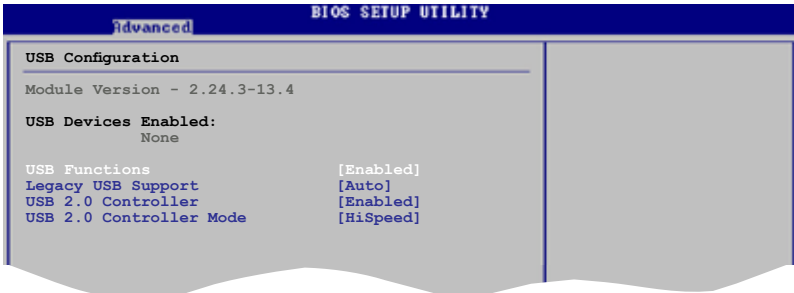 BIOS SETUP UTILITY
Advanced
USB Configuration
Module Version - 2.24.3-13.4
USB Devices Enabled:
None
USB Functions [Enabled]
Legacy USB Support [Auto]
USB 2.0 Controller [Enabled]
USB 2.0 Controller Mode [HiSpeed]